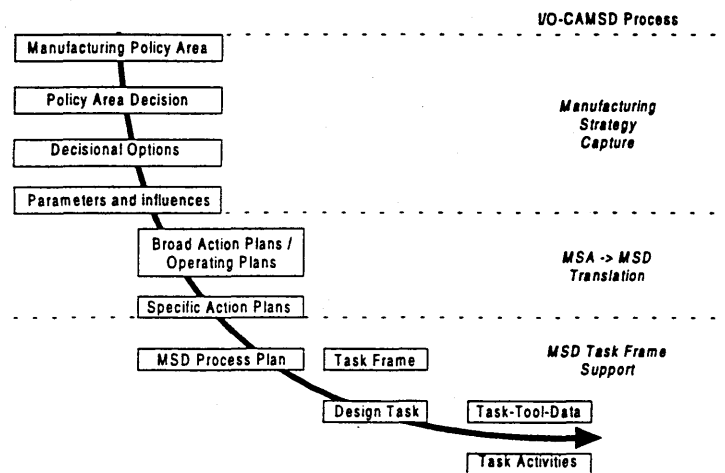 I/O-CAMSD Process
Manufacturing Policy Area
Policy Area Decision
Decisional Options
Parameters and influences
Manufacturing
Strategy
Capture
Broad Action Plans /
Operating Plans
Specific Action Plans
MSA -> MSD
Translation
MSD Process Plan
Task Frame
MSD Task Frame
Support
Design Task
Task-Tool-Data
Task Activities